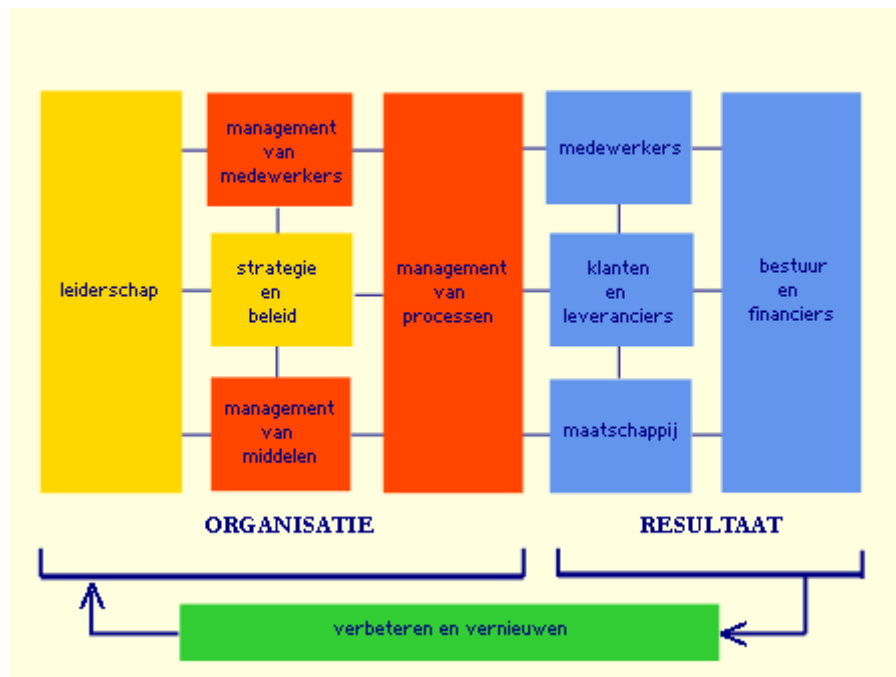 leiderschap
management
van
medewerkers
strategie
en
beleid
management
van
middelen
management
van
processen
medewerkers
klanten
en
leveranciers
maatschappij
bestuur
en
financiers
ORGANISATIE
RESULTAAT
verbeteren en vernieuwen